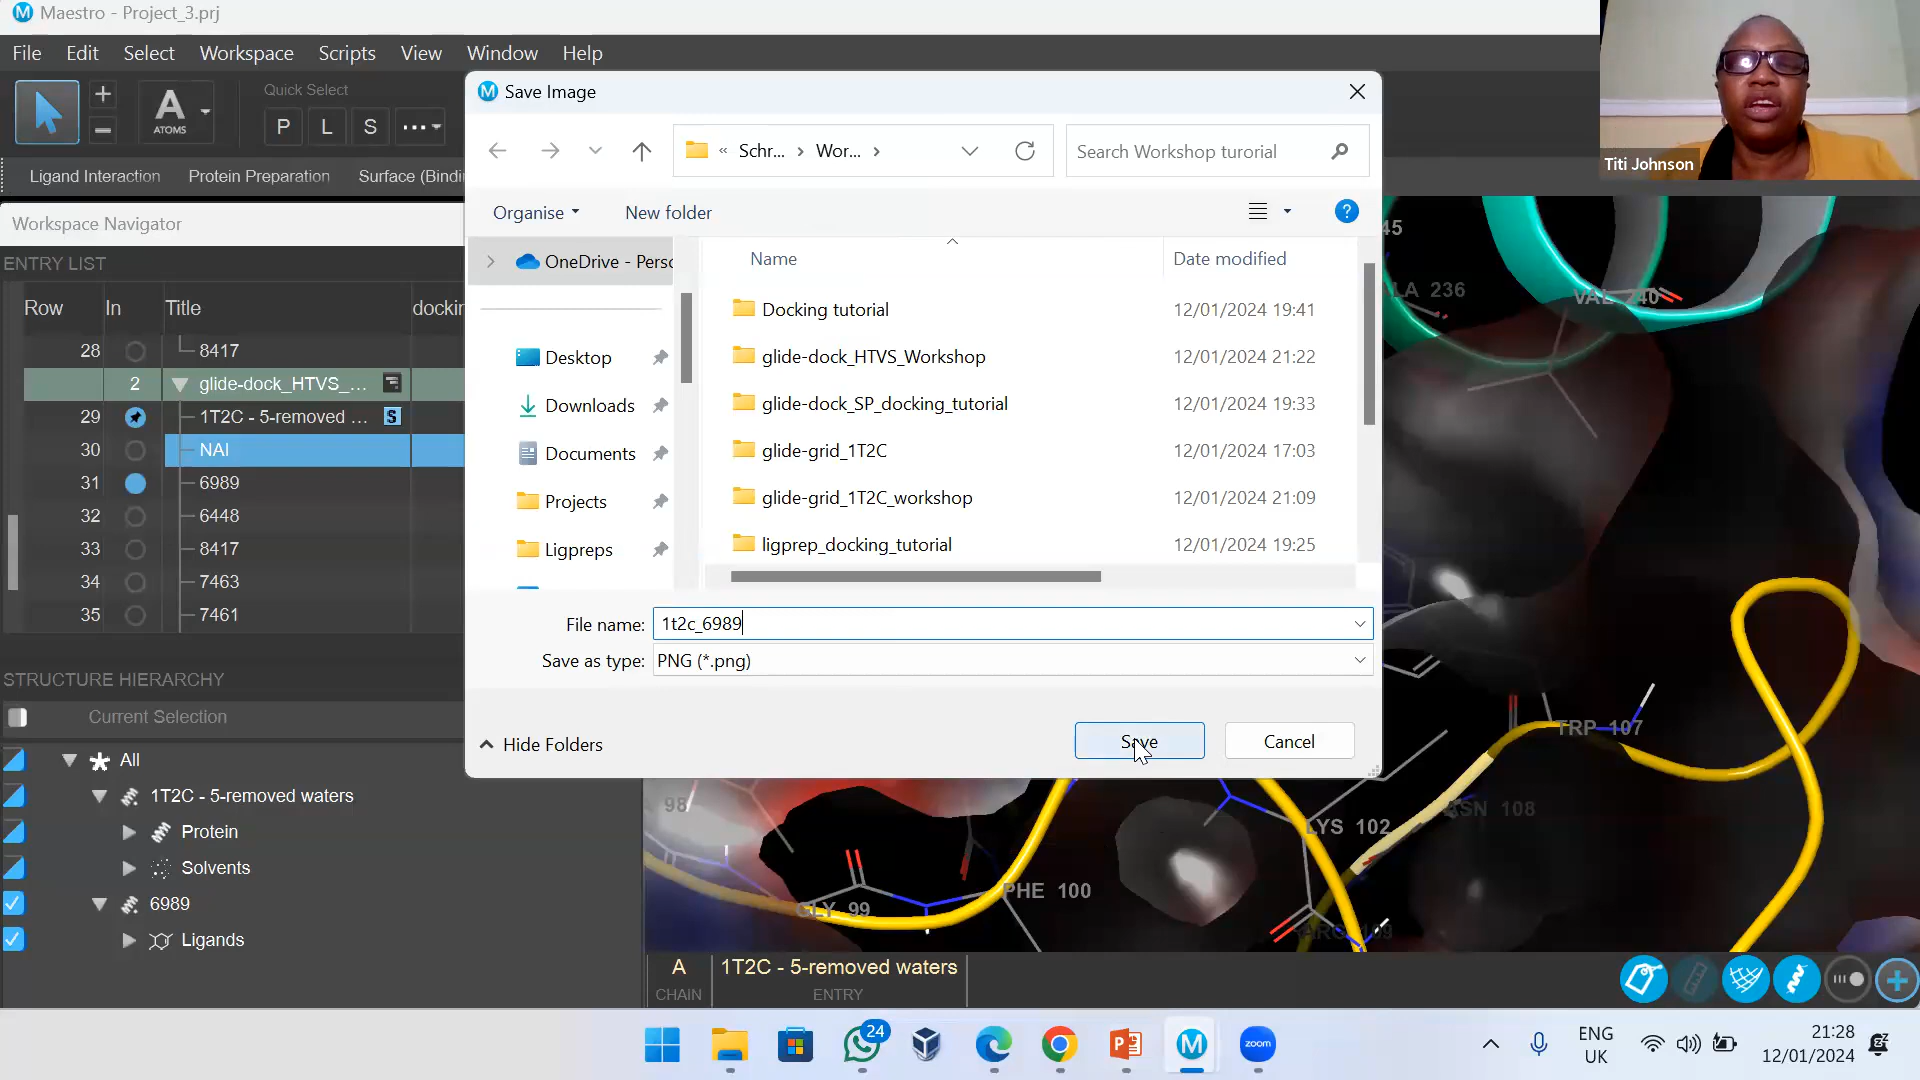 Maestro - Project_3.prj
File Edit Select Workspace Scripts View Window Help
Quick Select
A
ATOMS
P L S
Ligand Interaction Protein Preparation Surface (Bindi
Workspace Navigator
ENTRY LIST
Row In Title dockin
28 8417
2 glide-dock_HTVS_...
29 1T2C - 5-removed ... S
30 NAI
31 6989
32 6448
33 8417
34 7463
35 7461
STRUCTURE HIERARCHY
Current Selection
All
1T2C - 5-removed waters
Protein
Solvents
6989
Ligands
Save Image
« Schr... › Wor... ›
Search Workshop turorial
Organise New folder
?
OneDrive - Perso
Desktop
Downloads
Documents
Projects
Ligpreps
Name Date modified
Docking tutorial 12/01/2024 19:41
glide-dock_HTVS_Workshop 12/01/2024 21:22
glide-dock_SP_docking_tutorial 12/01/2024 19:33
glide-grid_1T2C 12/01/2024 17:03
glide-grid_1T2C_workshop 12/01/2024 21:09
ligprep_docking_tutorial 12/01/2024 19:25
File name: 1t2c_6989
Save as type: PNG (*.png)
Hide Folders
Save Cancel
Titi Johnson
45
LA 236
VAL 240
TRP 107
ASN 108
LYS 102
98
PHE 100
GLY 99
ARG 109
A 1T2C - 5-removed waters
CHAIN ENTRY
24
zoom
ENG
UK
21:28
12/01/2024